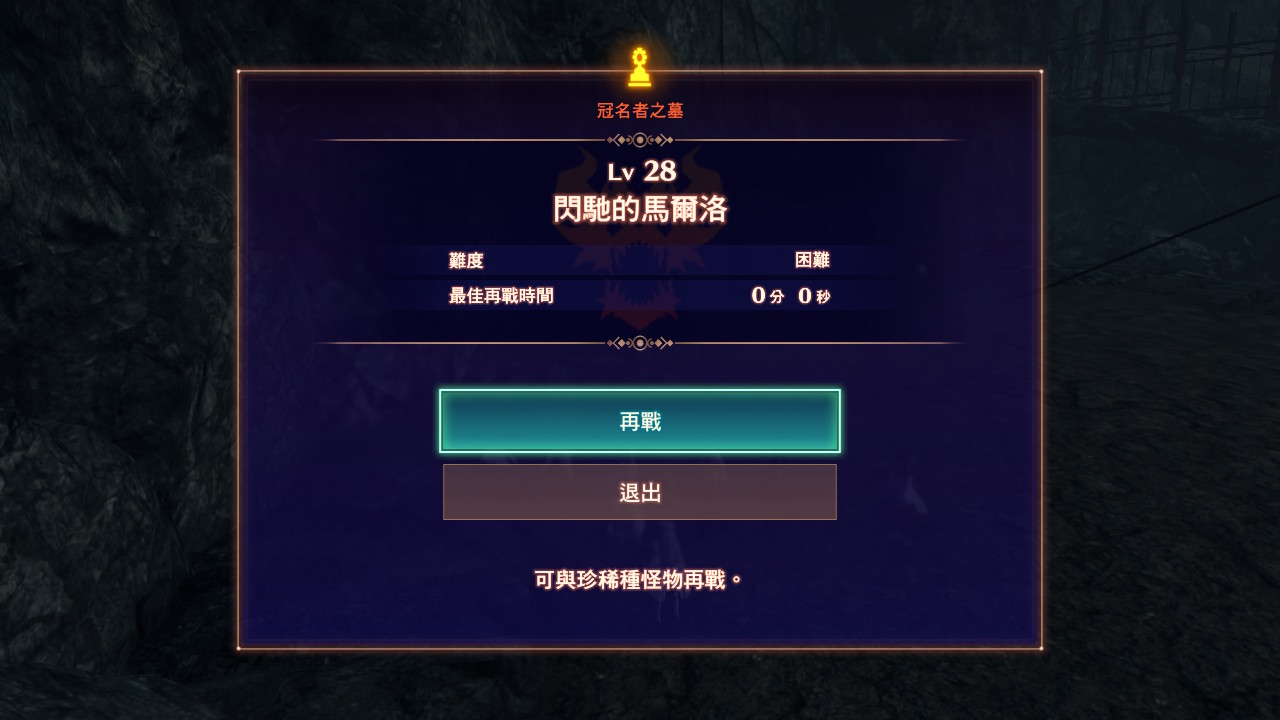 冠名者之墓
Lv 28
閃馳的馬爾洛
難度 困難
最佳再戰時間 0分 0秒
再戰
退出
可與珍稀種怪物再戰。